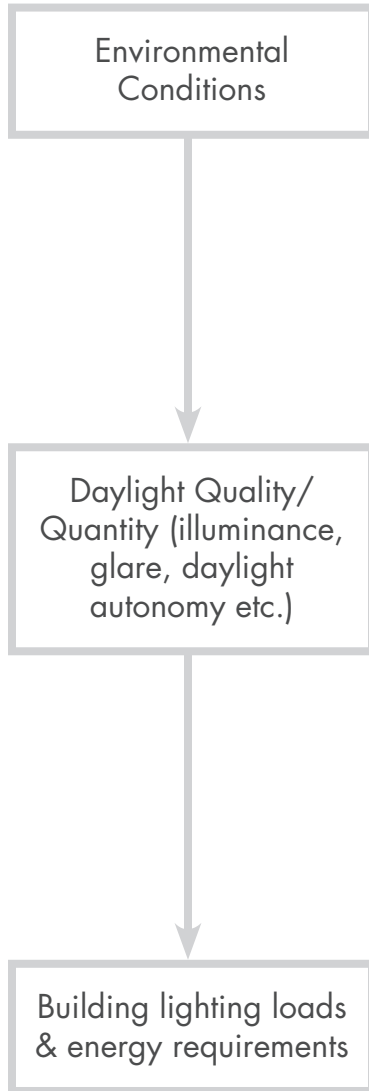 Environmental
Conditions
Daylight Quality/
Quantity (illuminance,
glare, daylight
autonomy etc.)
Building lighting loads
& energy requirements